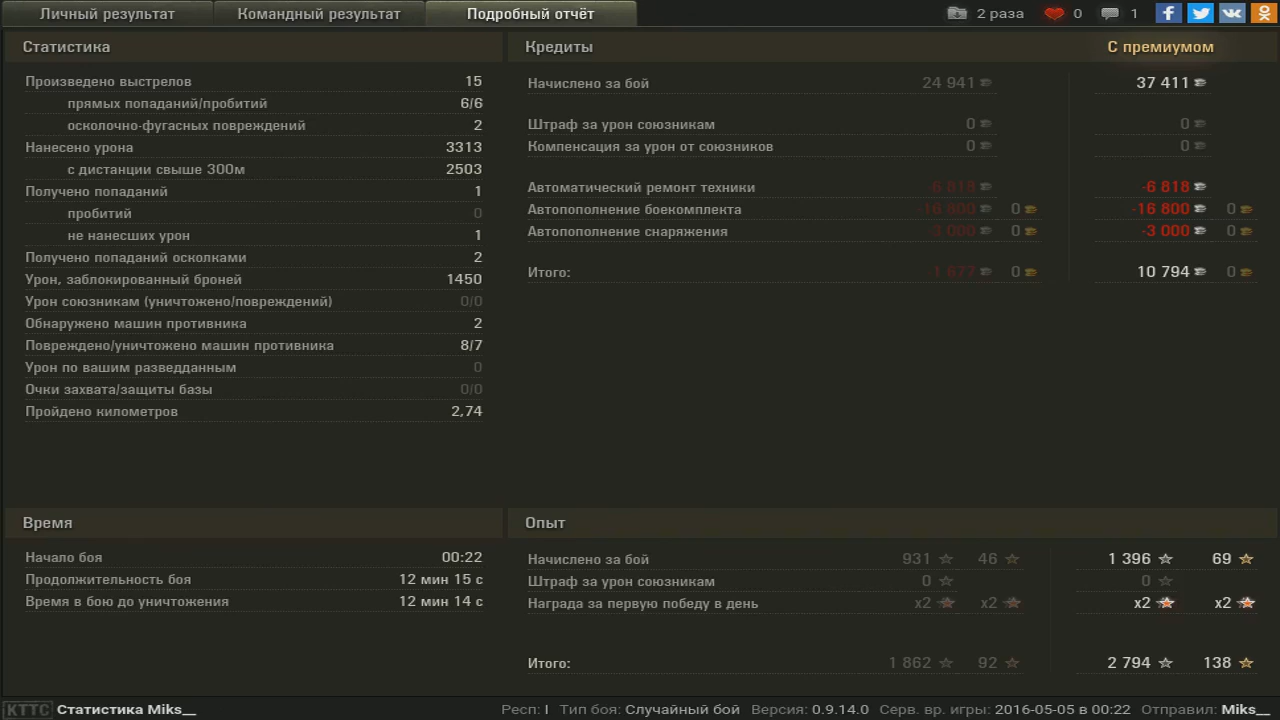 Личный результат Командный результат Подробный отчёт 2 раза 0 1
Статистика
Произведено выстрелов 15
прямых попаданий/пробитий 6/6
осколочно-фугасных повреждений 2
Нанесено урона 3313
с дистанции свыше 300м 2503
Получено попаданий 1
пробитий 0
не нанесших урон 1
Получено попаданий осколками 2
Урон, заблокированный броней 1450
Урон союзникам (уничтожено/повреждений) 0/0
Обнаружено машин противника 2
Повреждено/уничтожено машин противника 8/7
Урон по вашим разведданным 0
Очки захвата/защиты базы 0/0
Пройдено километров 2,74
Кредиты С премиумом
Начислено за бой 24 941 37 411
Штраф за урон союзникам 0 0
Компенсация за урон от союзников 0 0
Автоматический ремонт техники -6 818 -6 818
Автопополнение боекомплекта -16 800 0 -16 800 0
Автопополнение снаряжения -3 000 0 -3 000 0
Итого: -1 677 0 10 794 0
Время
Начало боя 00:22
Продолжительность боя 12 мин 15 с
Время в бою до уничтожения 12 мин 14 с
Опыт
Начислено за бой 931 46 1 396 69
Штраф за урон союзникам 0 0
Награда за первую победу в день x2 x2 x2 x2
Итого: 1 862 92 2 794 138
KTTC Статистика Miks__ Респ: I Тип боя: Случайный бой Версия: 0.9.14.0 Серв. вр. игры: 2016-05-05 в 00:22 Отправил: Miks__